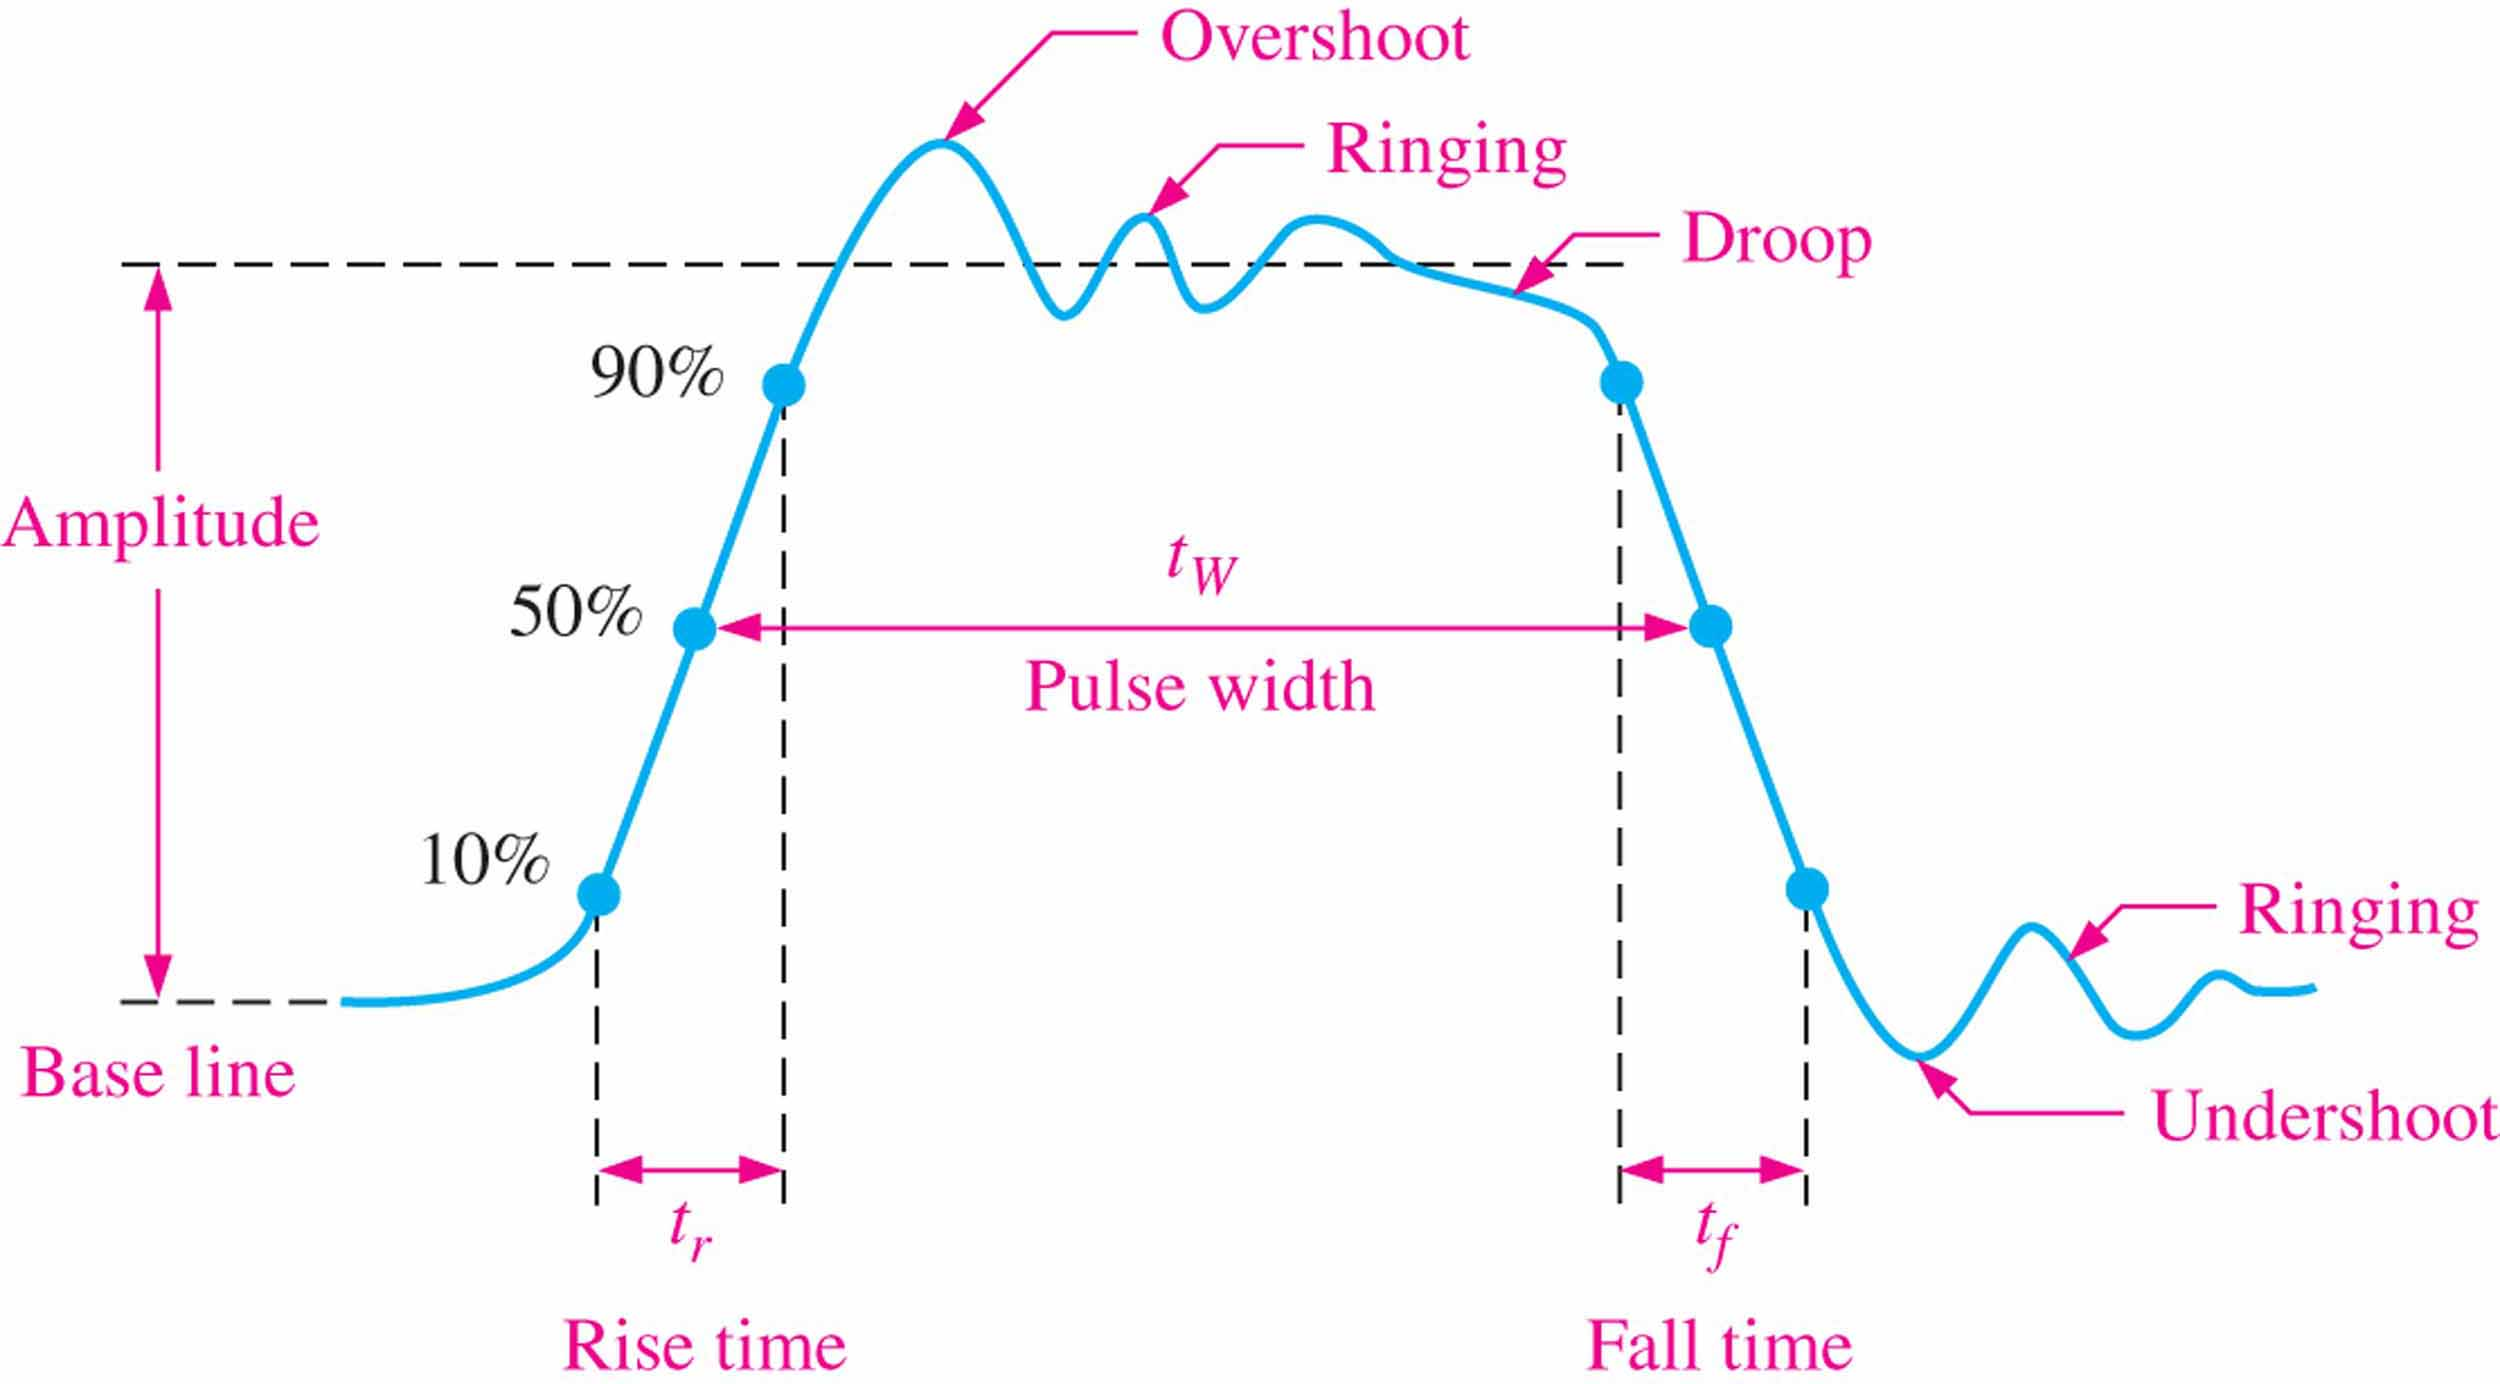 Overshoot
Ringing
Droop
90%
Amplitude
t_W
50%
Pulse width
10%
Ringing
Base line
Undershoot
t_r
t_f
Rise time
Fall time